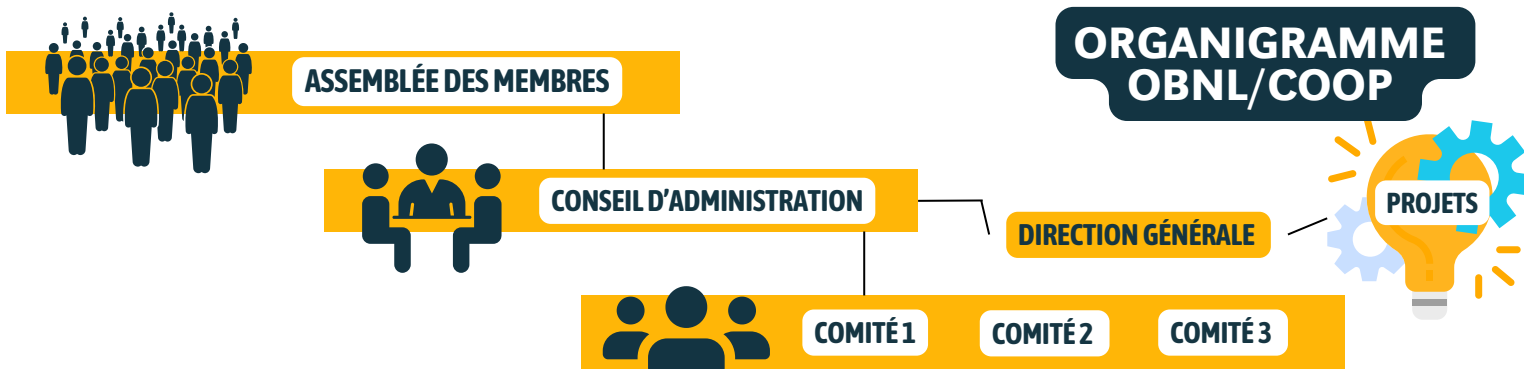 ORGANIGRAMME
OBNL/COOP
ASSEMBLÉE DES MEMBRES
CONSEIL D'ADMINISTRATION
DIRECTION GÉNÉRALE
PROJETS
COMITÉ 1
COMITÉ 2
COMITÉ 3